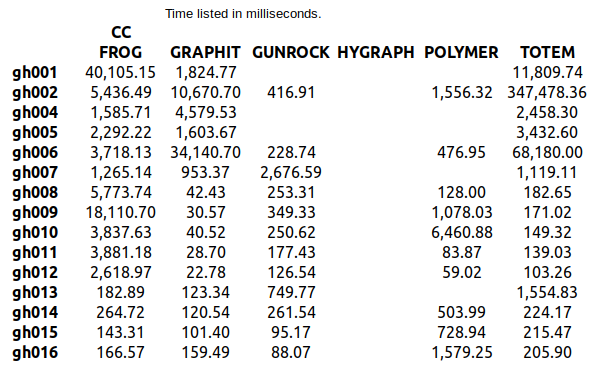 Time listed in milliseconds.
CC
FROG GRAPHIT GUNROCK HYGRAPH POLYMER TOTEM
gh001 40,105.15 1,824.77 11,809.74
gh002 5,436.49 10,670.70 416.91 1,556.32 347,478.36
gh004 1,585.71 4,579.53 2,458.30
gh005 2,292.22 1,603.67 3,432.60
gh006 3,718.13 34,140.70 228.74 476.95 68,180.00
gh007 1,265.14 953.37 2,676.59 1,119.11
gh008 5,773.74 42.43 253.31 128.00 182.65
gh009 18,110.70 30.57 349.33 1,078.03 171.02
gh010 3,837.63 40.52 250.62 6,460.88 149.32
gh011 3,881.18 28.70 177.43 83.87 139.03
gh012 2,618.97 22.78 126.54 59.02 103.26
gh013 182.89 123.34 749.77 1,554.83
gh014 264.72 120.54 261.54 503.99 224.17
gh015 143.31 101.40 95.17 728.94 215.47
gh016 166.57 159.49 88.07 1,579.25 205.90